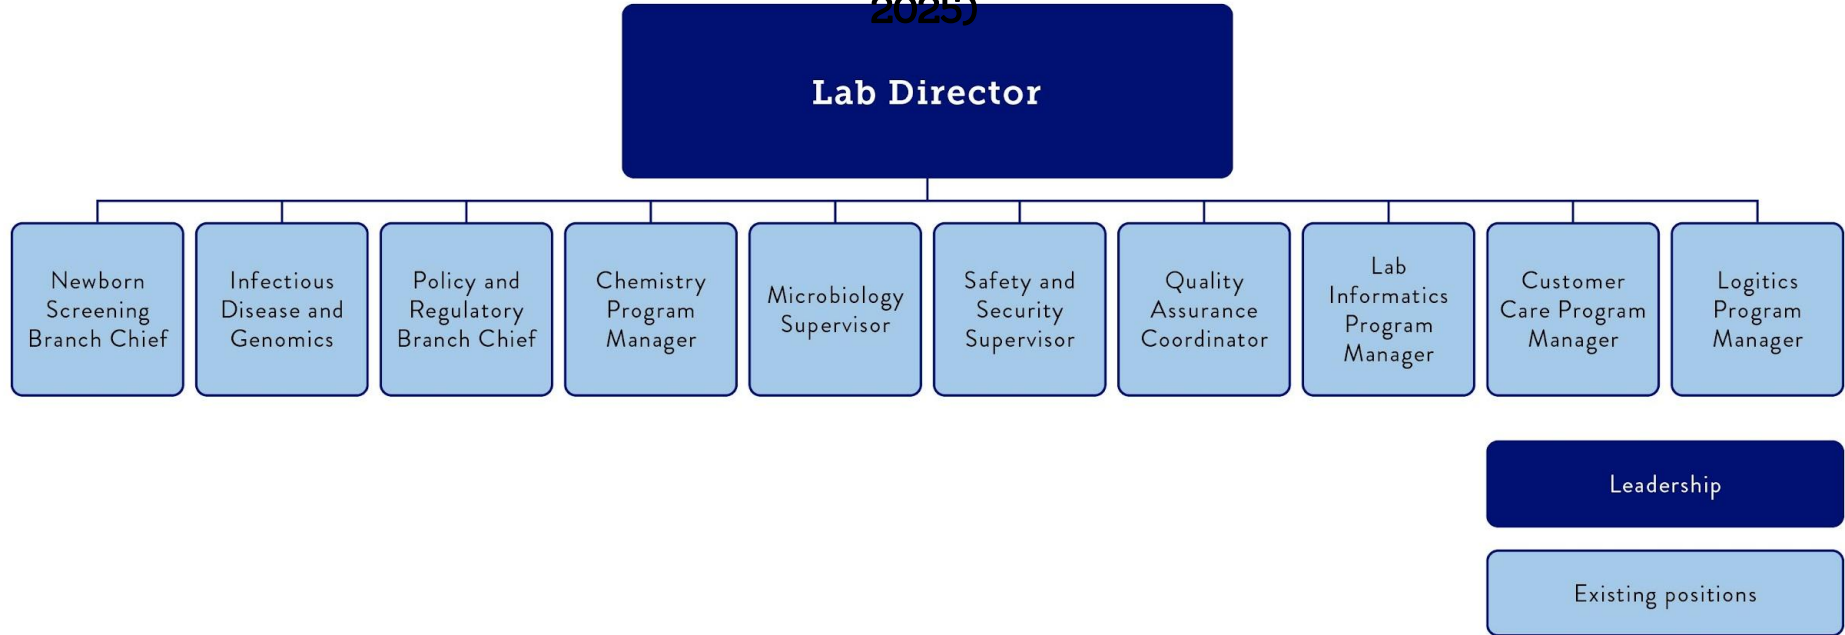 2025)
Lab Director
Newborn
Screening
Branch Chief
Infectious
Disease and
Genomics
Policy and
Regulatory
Branch Chief
Chemistry
Program
Manager
Microbiology
Supervisor
Safety and
Security
Supervisor
Quality
Assurance
Coordinator
Lab
Informatics
Program
Manager
Customer
Care Program
Manager
Logitics
Program
Manager
Leadership
Existing positions